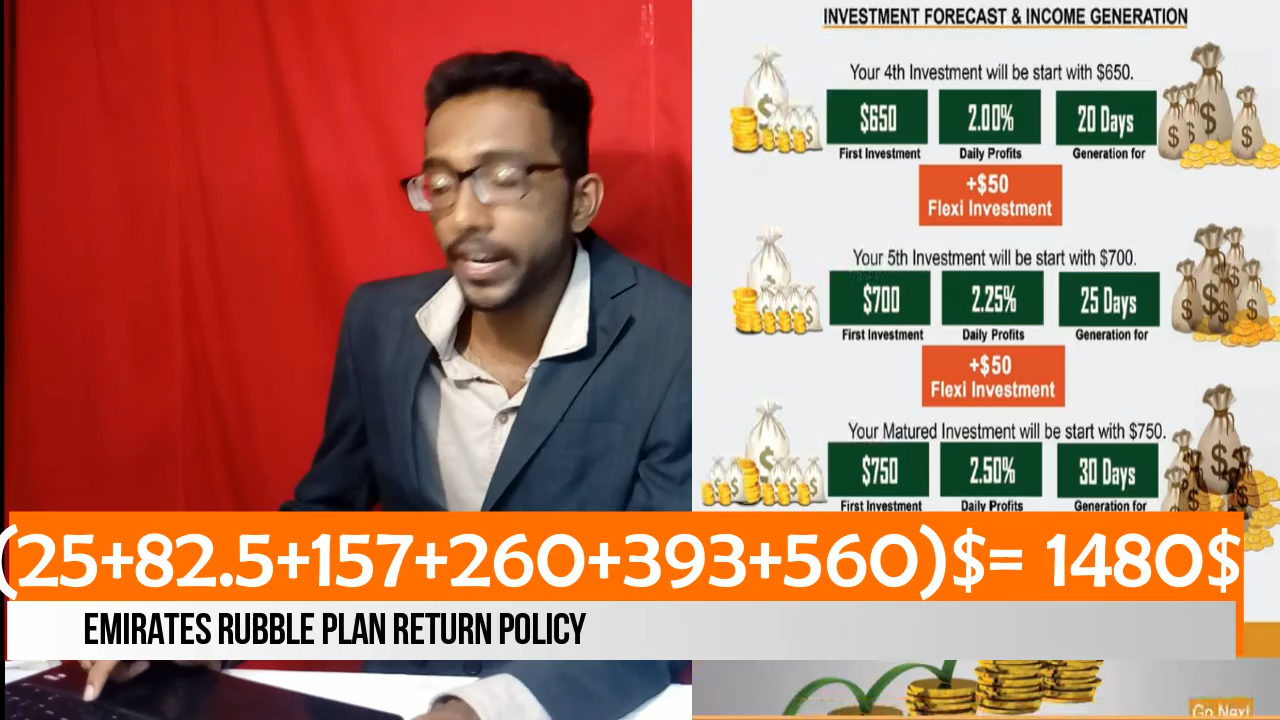 INVESTMENT FORECAST & INCOME GENERATION
Your 4th Investment will be start with $650.
$650 2.00% 20 Days
First Investment Daily Profits Generation for
+$50
Flexi Investment
Your 5th Investment will be start with $700.
$700 2.25% 25 Days
First Investment Daily Profits Generation for
+$50
Flexi Investment
Your Matured Investment will be start with $750.
$750 2.50% 30 Days
First Investment Daily Profits Generation for
(25+82.5+157+260+393+560)$= 1480$
EMIRATES RUBBLE PLAN RETURN POLICY
Go Next